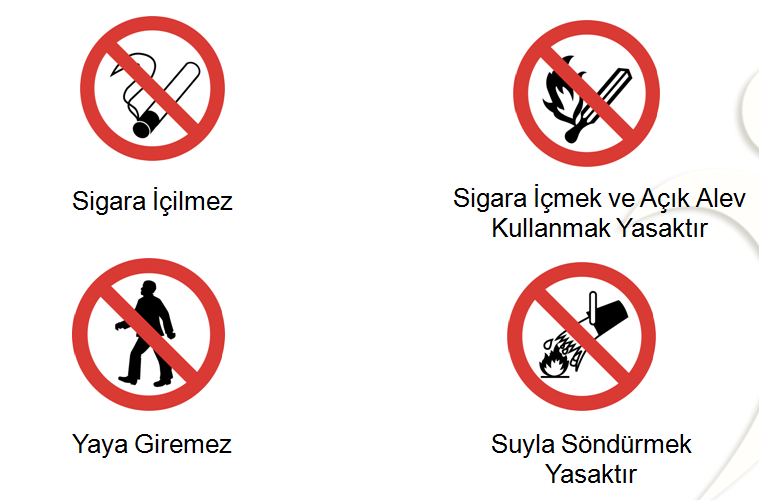 Sigara İçilmez
Sigara İçmek ve Açık Alev
Kullanmak Yasaktır
Yaya Giremez
Suyla Söndürmek
Yasaktır